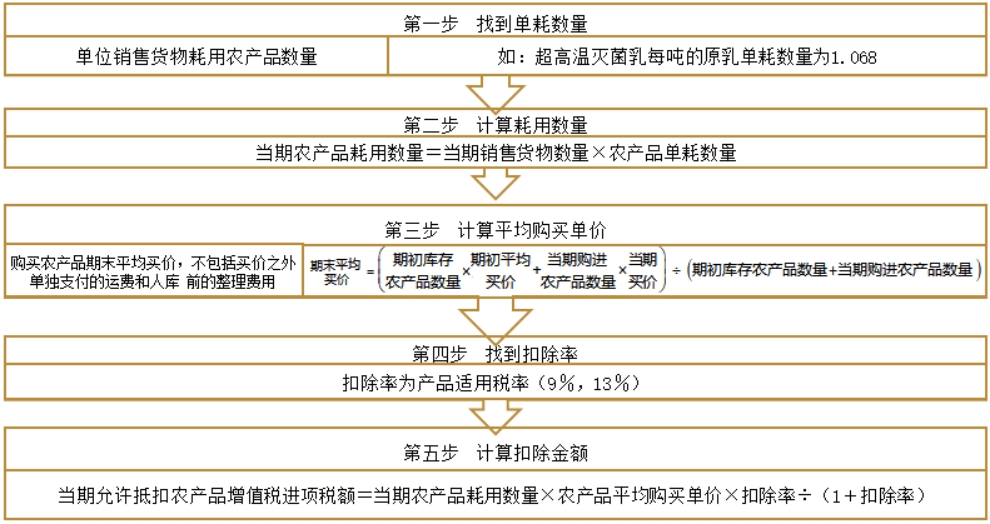 第一步 找到单耗数量
单位销售货物耗用农产品数量
如：超高温灭菌乳每吨的原乳单耗数量为1.068
第二步 计算耗用数量
当期农产品耗用数量＝当期销售货物数量×农产品单耗数量
第三步 计算平均购买单价
购买农产品期末平均买价，不包括买价之外
单独支付的运费和人库 前的整理费用
期末平均买价=(期初库存农产品数量×期初平均买价+当期购进农产品数量×当期买价)÷(期初库存农产品数量+当期购进农产品数量)
第四步 找到扣除率
扣除率为产品适用税率（9%，13%）
第五步 计算扣除金额
当期允许抵扣农产品增值税进项税额＝当期农产品耗用数量×农产品平均购买单价×扣除率÷（1＋扣除率）